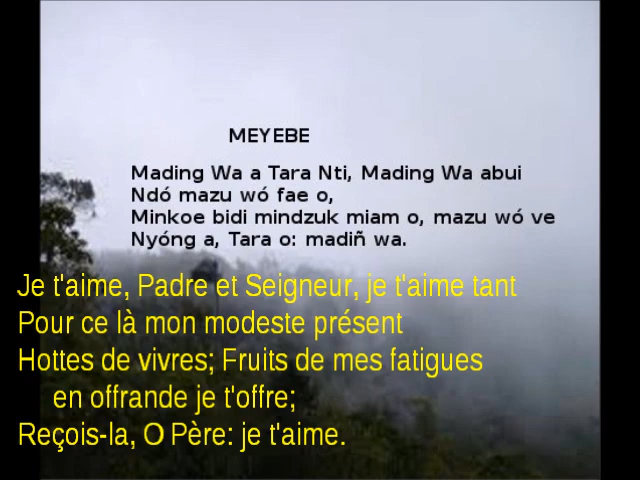 MEYEBE
Mading Wa a Tara Nti, Mading Wa abui
Ndó mazu wó fae o,
Minkoe bidi mindzuk miam o, mazu wó ve
Nyóng a, Tara o: madiñ wa.
Je t'aime, Padre et Seigneur, je t'aime tant
Pour ce là mon modeste présent
Hottes de vivres; Fruits de mes fatigues
en offrande je t'offre;
Reçois-la, O Père: je t'aime.